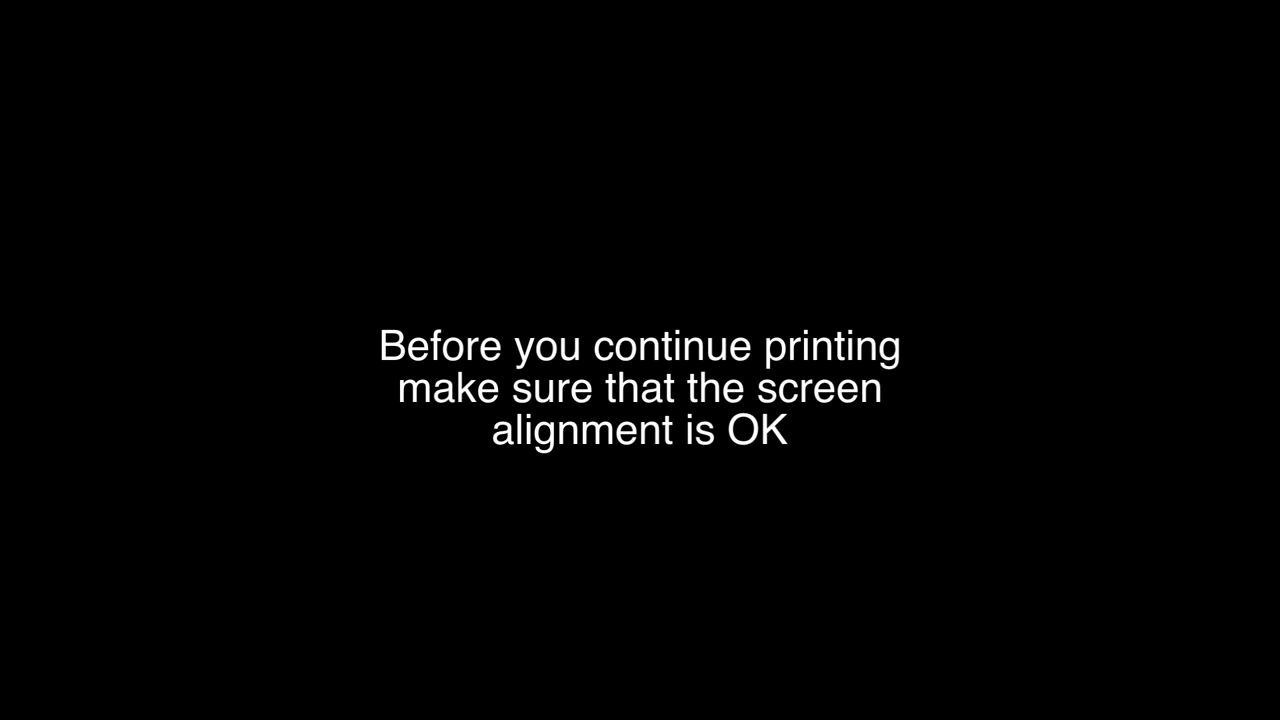 Before you continue printing
make sure that the screen
alignment is OK